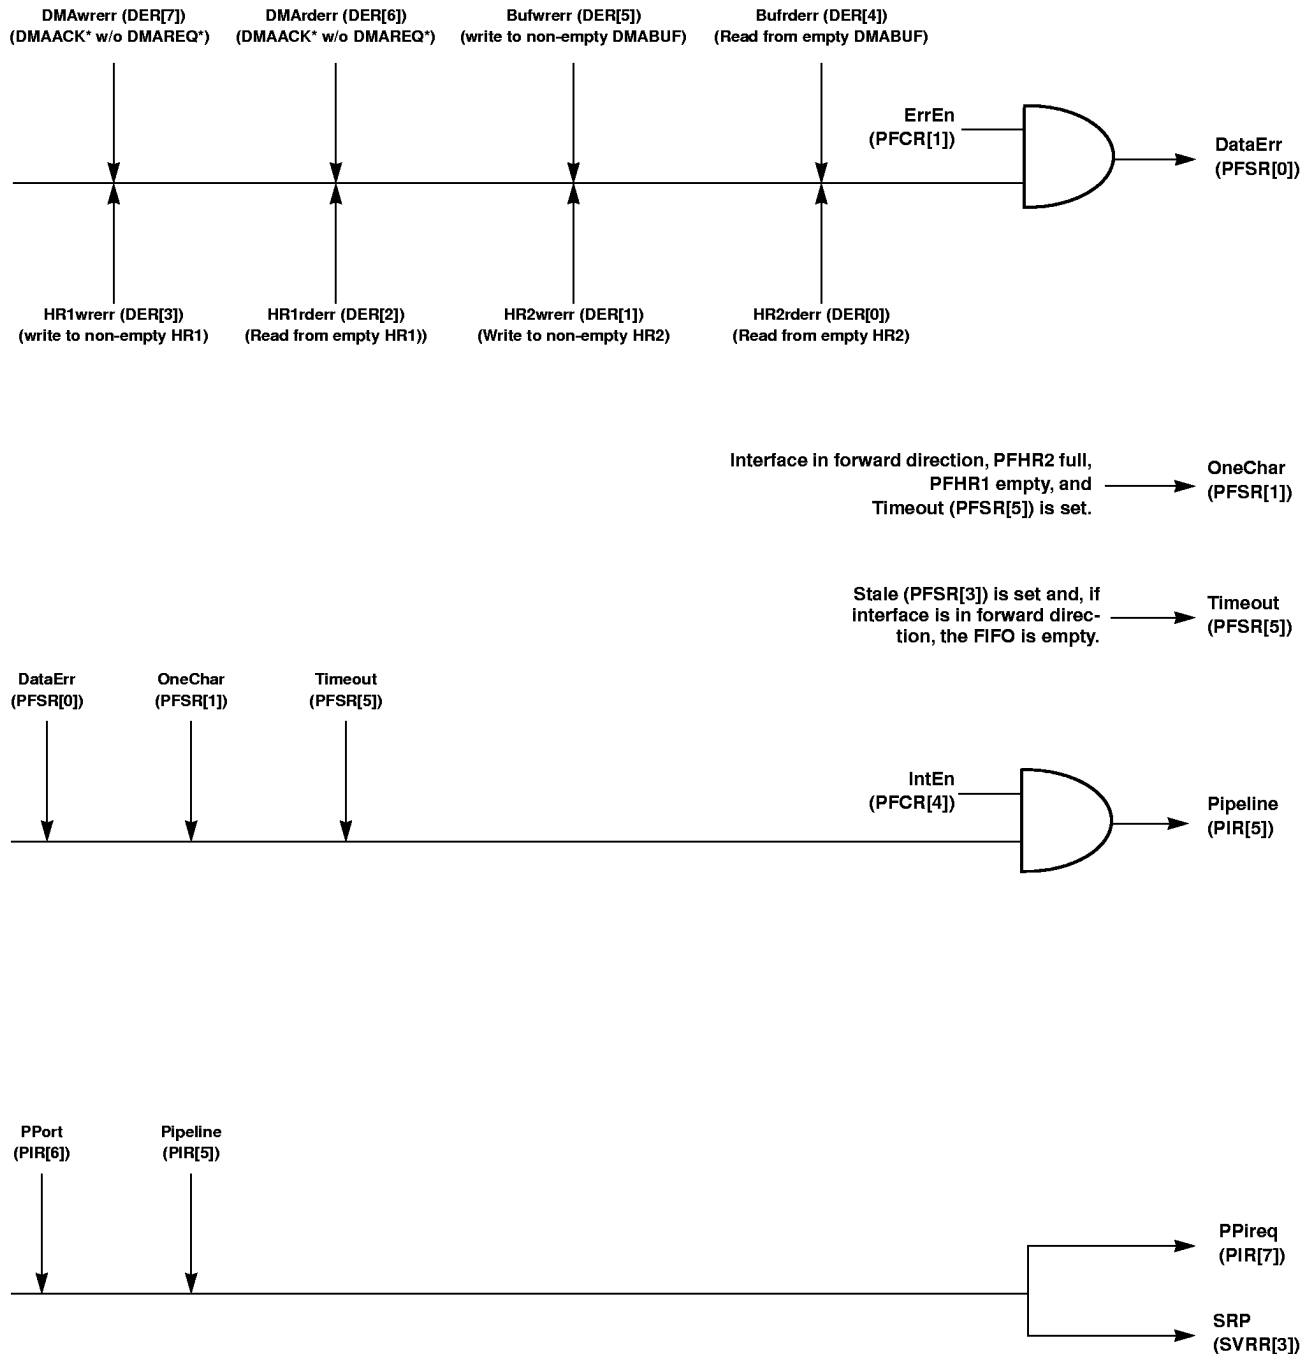 DMAwrerr (DER[7])
(DMAACK* w/o DMAREQ*)
DMArderr (DER[6])
(DMAACK* w/o DMAREQ*)
Bufwrerr (DER[5])
(write to non-empty DMABUF)
Bufrderr (DER[4])
(Read from empty DMABUF)
ErrEn
(PFCR[1])
DataErr
(PFSR[0])
HR1wrerr (DER[3])
(write to non-empty HR1)
HR1rderr (DER[2])
(Read from empty HR1))
HR2wrerr (DER[1])
(Write to non-empty HR2)
HR2rderr (DER[0])
(Read from empty HR2)
Interface in forward direction, PFHR2 full,
PFHR1 empty, and
Timeout (PFSR[5]) is set.
OneChar
(PFSR[1])
Stale (PFSR[3]) is set and, if
interface is in forward direc-
tion, the FIFO is empty.
Timeout
(PFSR[5])
DataErr
(PFSR[0])
OneChar
(PFSR[1])
Timeout
(PFSR[5])
IntEn
(PFCR[4])
Pipeline
(PIR[5])
PPort
(PIR[6])
Pipeline
(PIR[5])
PPireq
(PIR[7])
SRP
(SVRR[3])